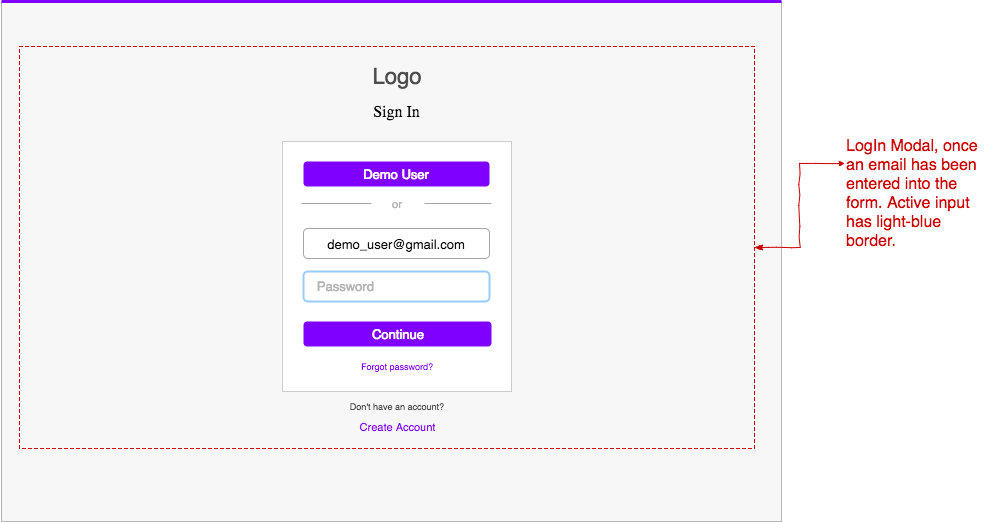 Logo
Sign In
Demo User
or
demo_user@gmail.com
Password
Continue
Forgot password?
Don't have an account?
Create Account
LogIn Modal, once
an email has been
entered into the
form. Active input
has light-blue
border.